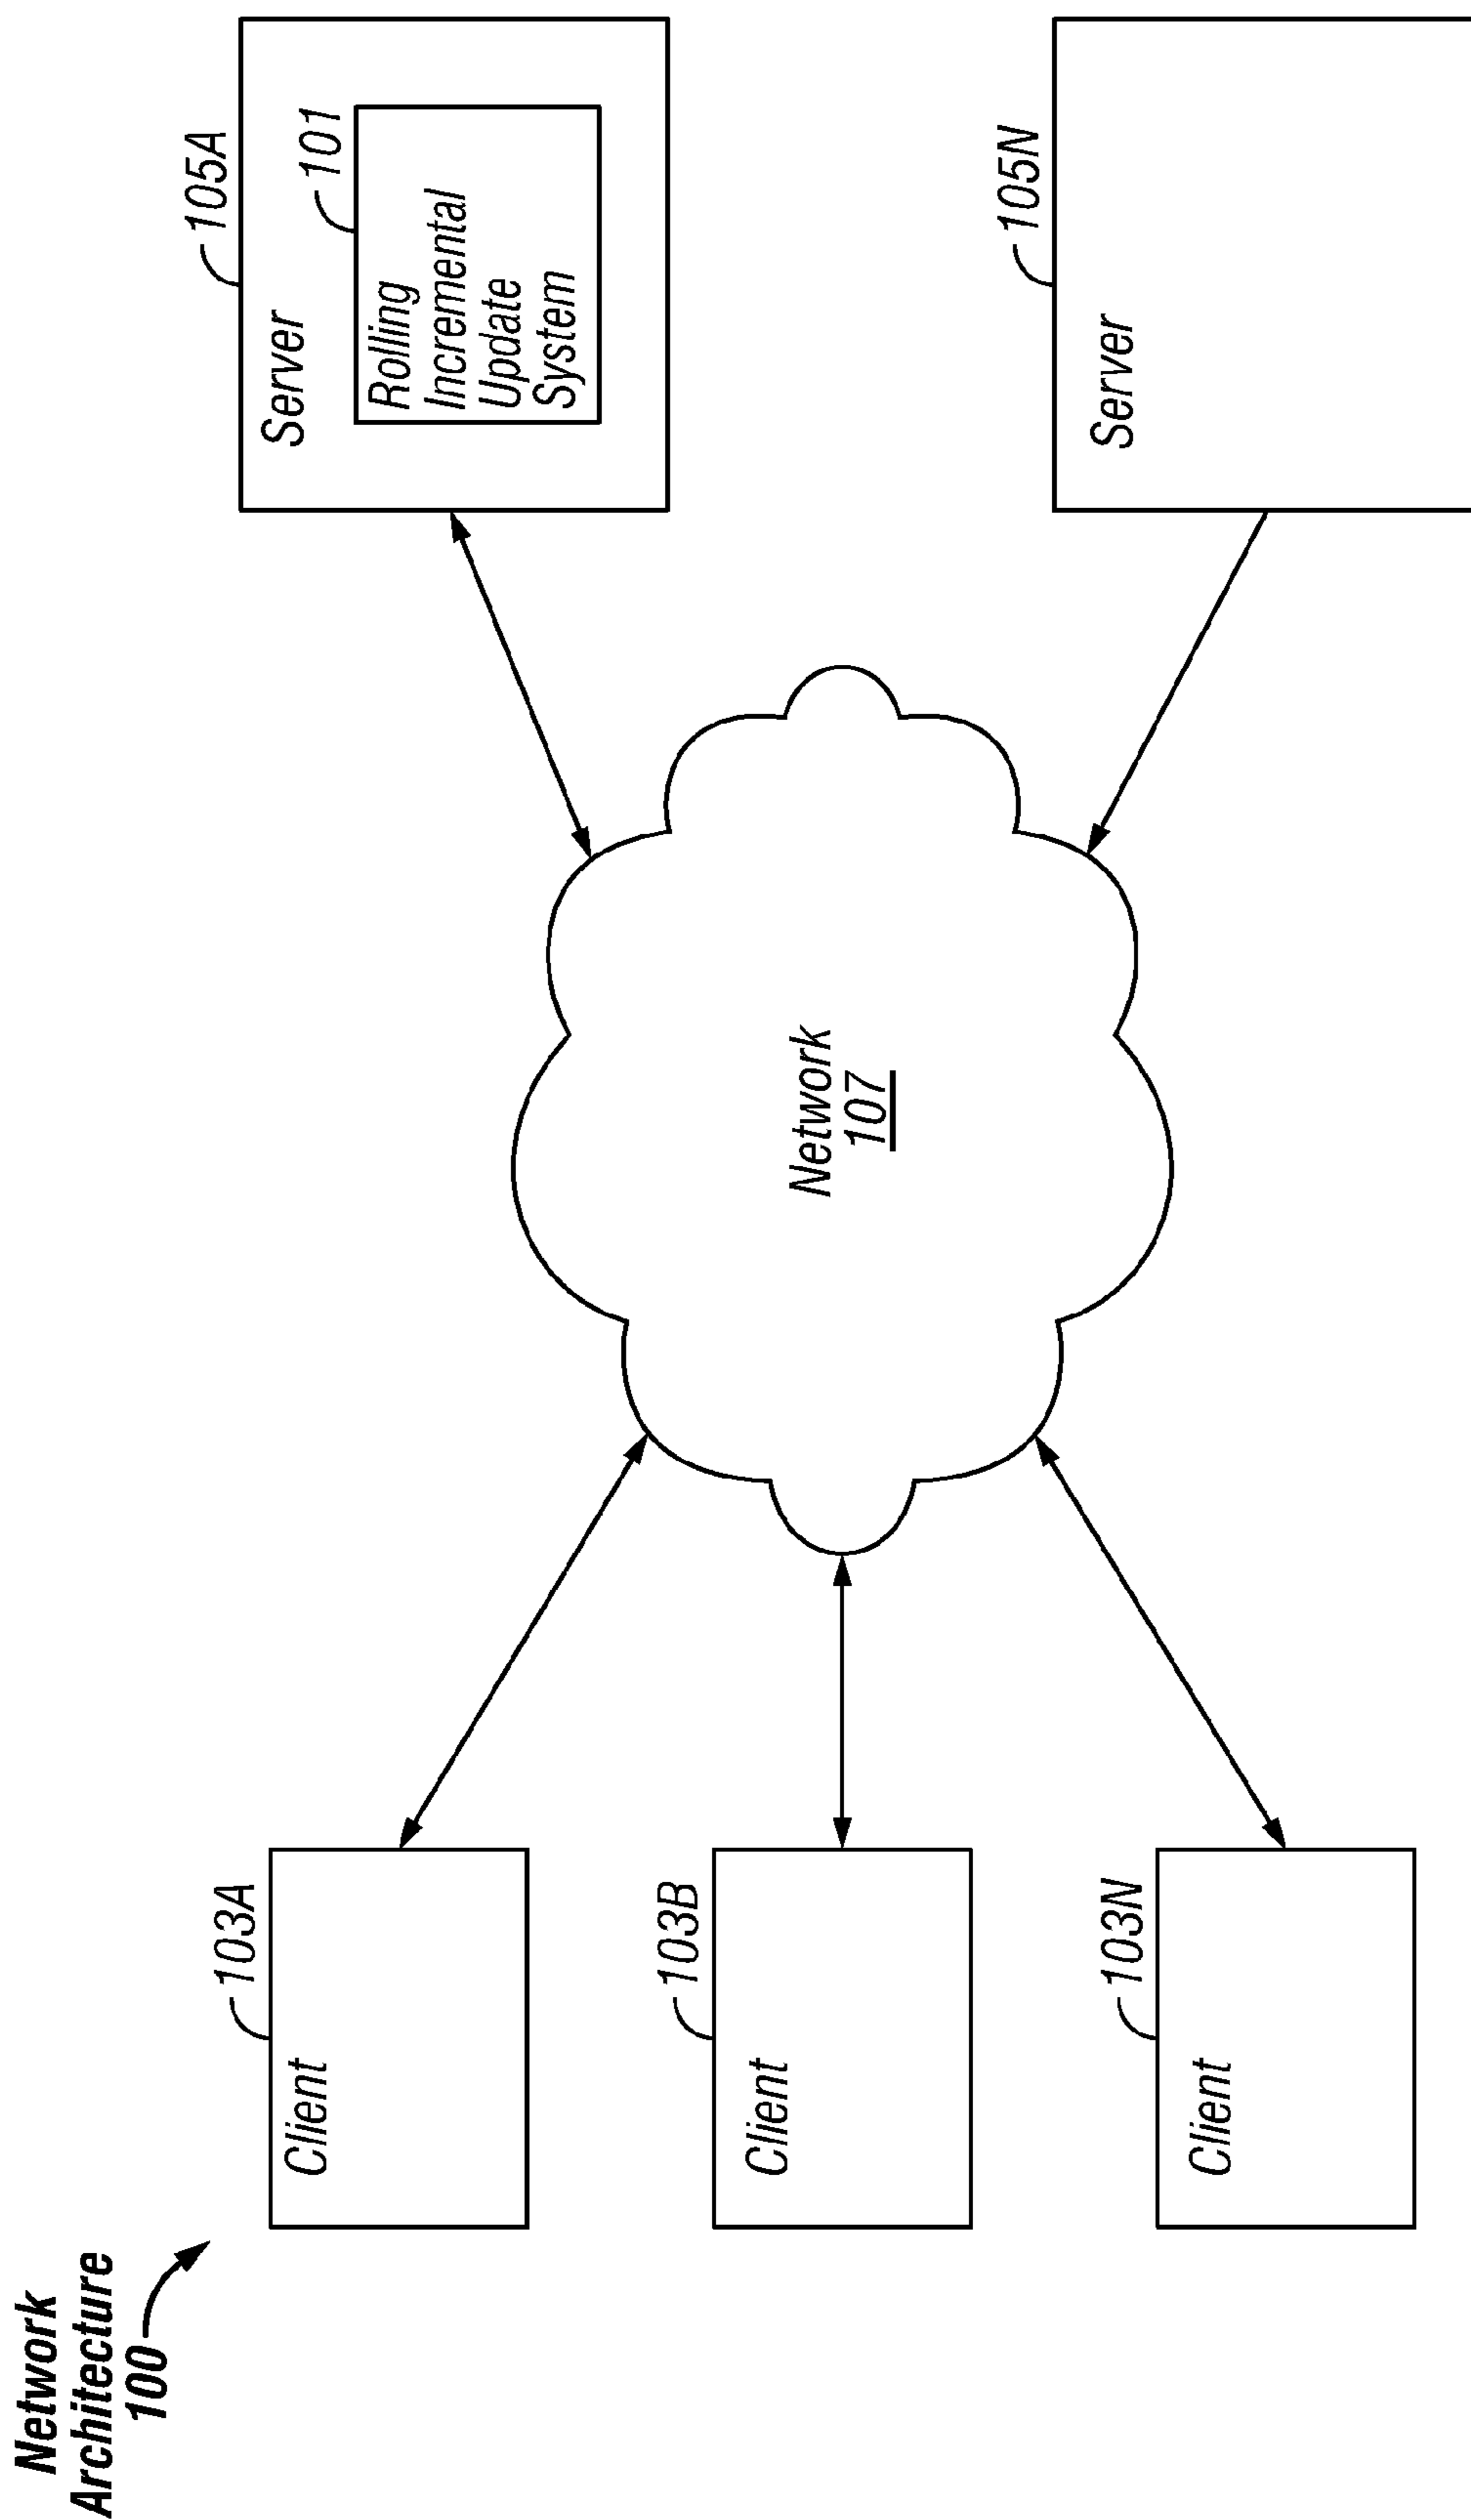 Network
Architecture
100
103A
Client
103B
Client
103N
Client
Network
107
105A
Server
101
Rolling
Incremental
Update
System
105N
Server